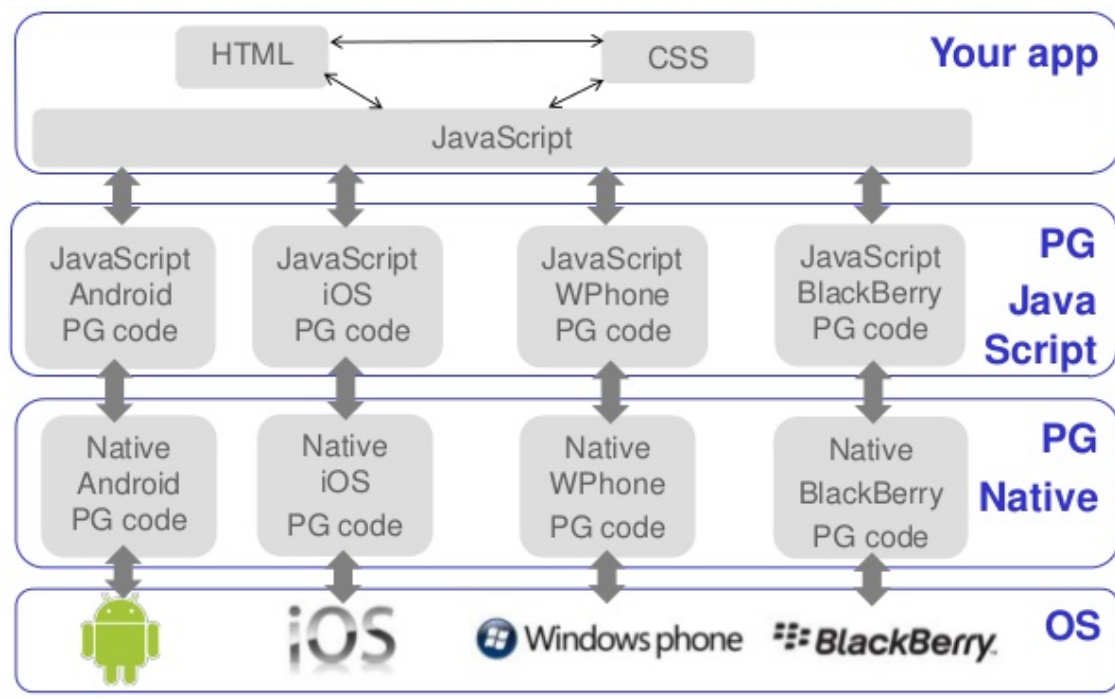 HTML
CSS
Your app
JavaScript
JavaScript
Android
PG code
JavaScript
iOS
PG code
JavaScript
WPhone
PG code
JavaScript
BlackBerry
PG code
PG
Java
Script
Native
Android
PG code
Native
iOS
PG code
Native
WPhone
PG code
Native
BlackBerry
PG code
PG
Native
iOS
Windows phone
BlackBerry.
OS